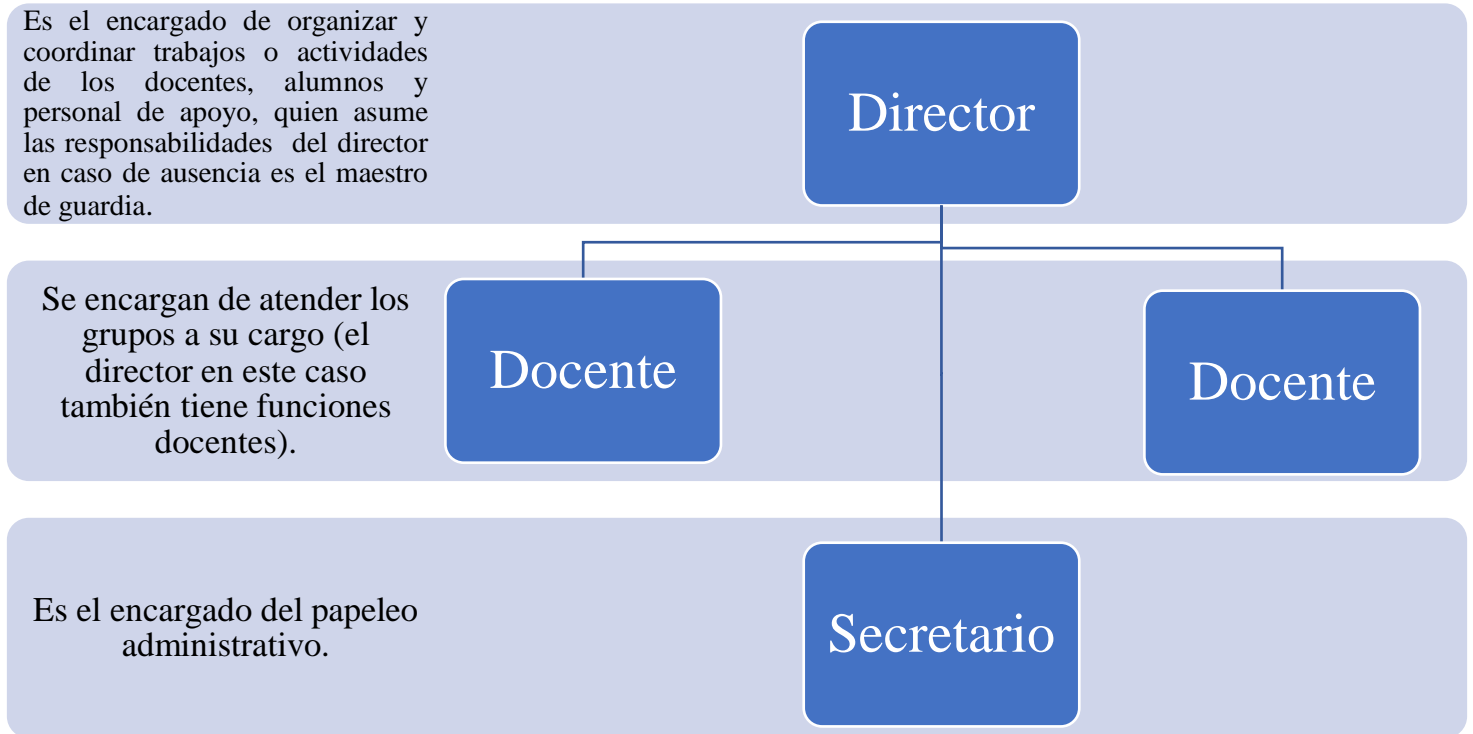 Es el encargado de organizar y
coordinar trabajos o actividades
de los docentes, alumnos y
personal de apoyo, quien asume
las responsabilidades del director
en caso de ausencia es el maestro
de guardia.
Director
Se encargan de atender los
grupos a su cargo (el
director en este caso
también tiene funciones
docentes).
Docente
Docente
Es el encargado del papeleo
administrativo.
Secretario